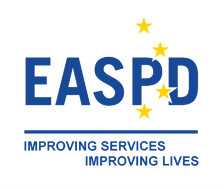 EASPD
IMPROVING SERVICES
IMPROVING LIVES